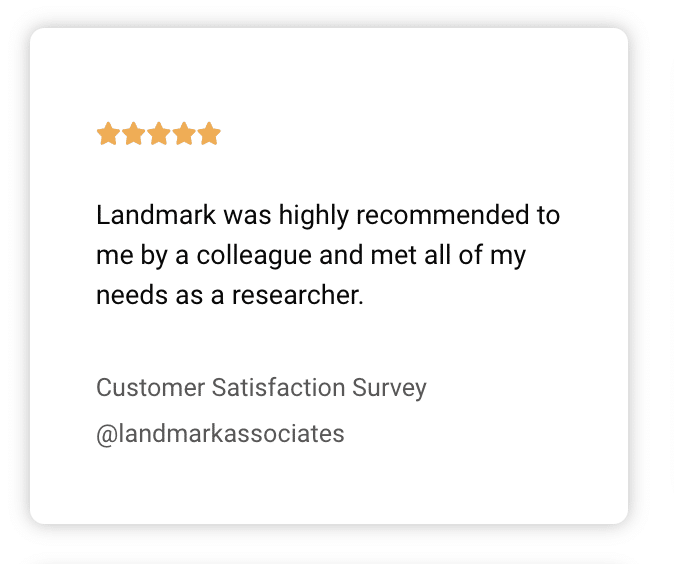 Landmark was highly recommended to
me by a colleague and met all of my
needs as a researcher.
Customer Satisfaction Survey
@landmarkassociates